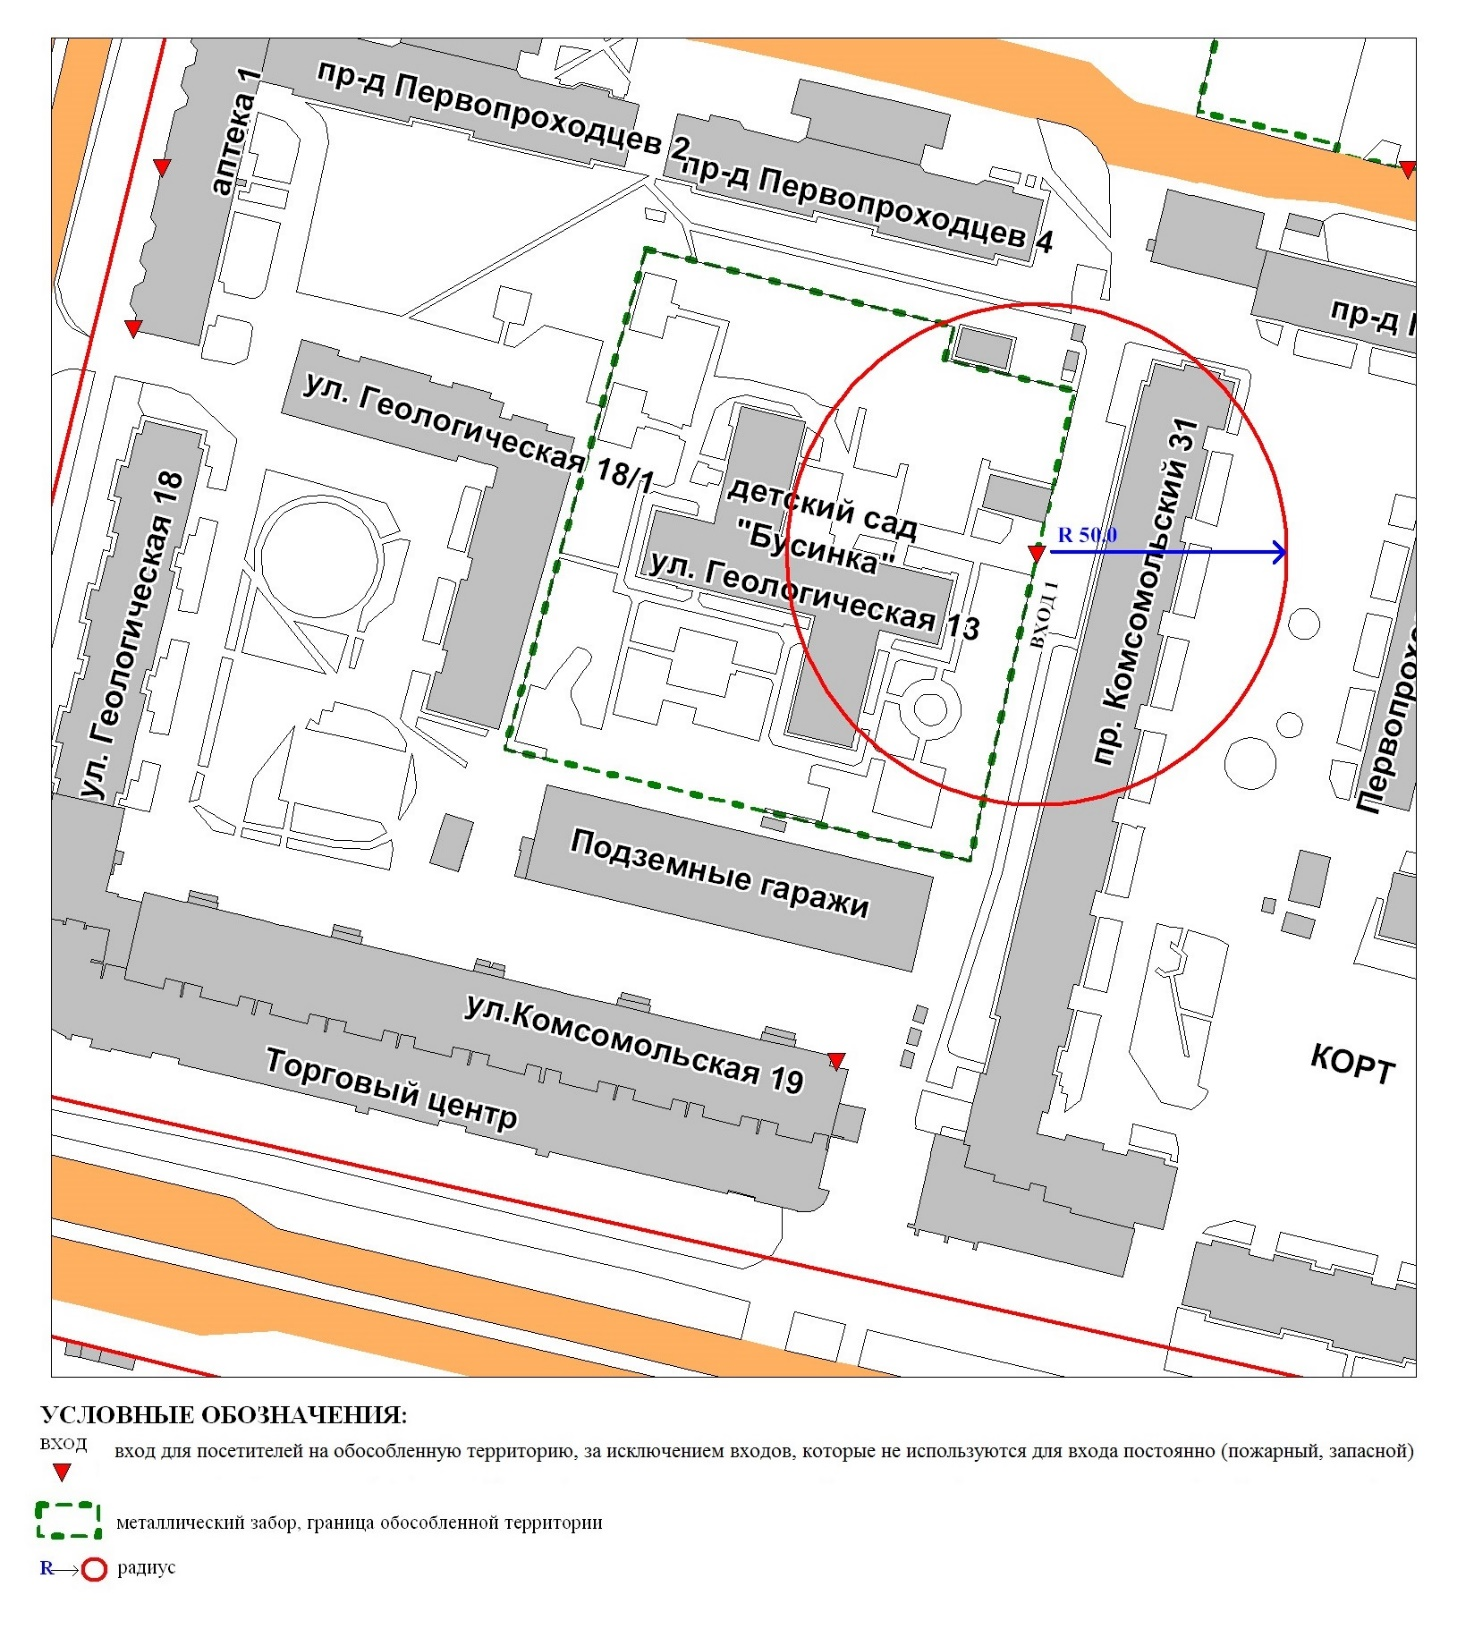 аптека 1
пр-д Первопроходцев 2
пр-д Первопроходцев 4
пр-д П
ул. Геологическая 18/1
ул. Геологическая 18
детский сад
"Бусинка"
ул. Геологическая 13
R 50.0
ВХОД 1
пр. Комсомольский 31
Первопрохо
Подземные гаражи
ул.Комсомольская 19
Торговый центр
КОРТ
УСЛОВНЫЕ ОБОЗНАЧЕНИЯ:
ВХОД
вход для посетителей на обособленную территорию, за исключением входов, которые не используются для входа постоянно (пожарный, запасной)
металлический забор, граница обособленной территории
R
радиус